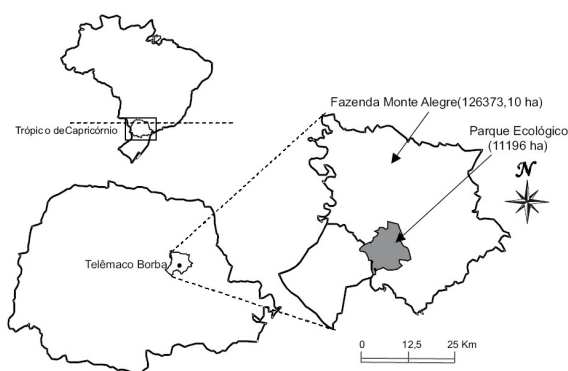 Fazenda Monte Alegre(126373,10 ha)
Trópico deCapricórnio
Parque Ecológico
(11196 ha)
N
Telêmaco Borba
0 12,5 25 Km